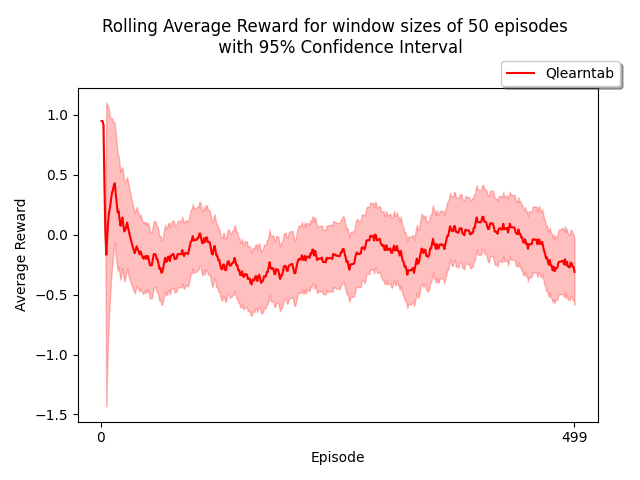 Rolling Average Reward for window sizes of 50 episodes
with 95% Confidence Interval
Qlearntab
1.0
0.5
0.0
−0.5
−1.0
−1.5
Average Reward
0
499
Episode